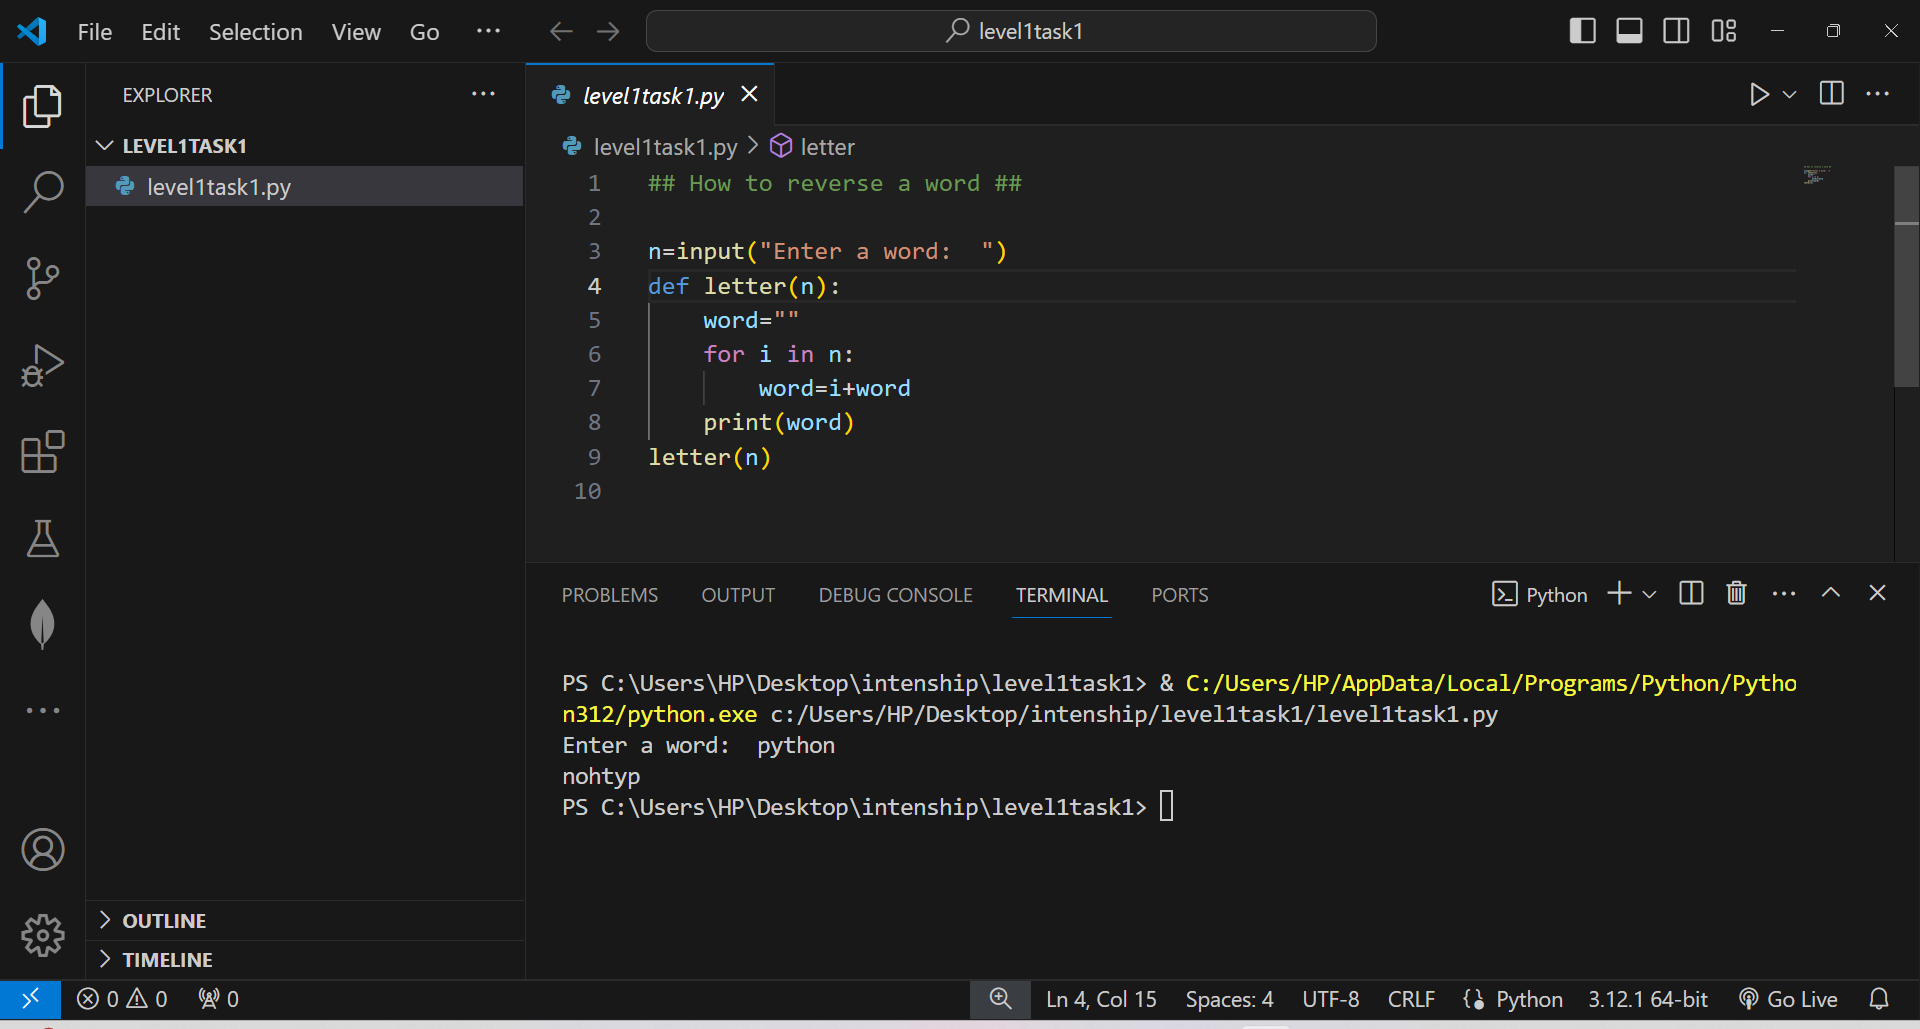 File Edit Selection View Go ··· level1task1
EXPLORER ···
LEVEL1TASK1
level1task1.py
OUTLINE
TIMELINE
level1task1.py
level1task1.py > letter
1 ## How to reverse a word ##
2
3 n=input("Enter a word:  ")
4 def letter(n):
5     word=""
6     for i in n:
7         word=i+word
8     print(word)
9 letter(n)
10
PROBLEMS OUTPUT DEBUG CONSOLE TERMINAL PORTS Python
PS C:\Users\HP\Desktop\intenship\level1task1> & C:/Users/HP/AppData/Local/Programs/Python/Pytho
n312/python.exe c:/Users/HP/Desktop/intenship/level1task1/level1task1.py
Enter a word:  python
nohtyp
PS C:\Users\HP\Desktop\intenship\level1task1>
0 0 0 Ln 4, Col 15 Spaces: 4 UTF-8 CRLF Python 3.12.1 64-bit Go Live